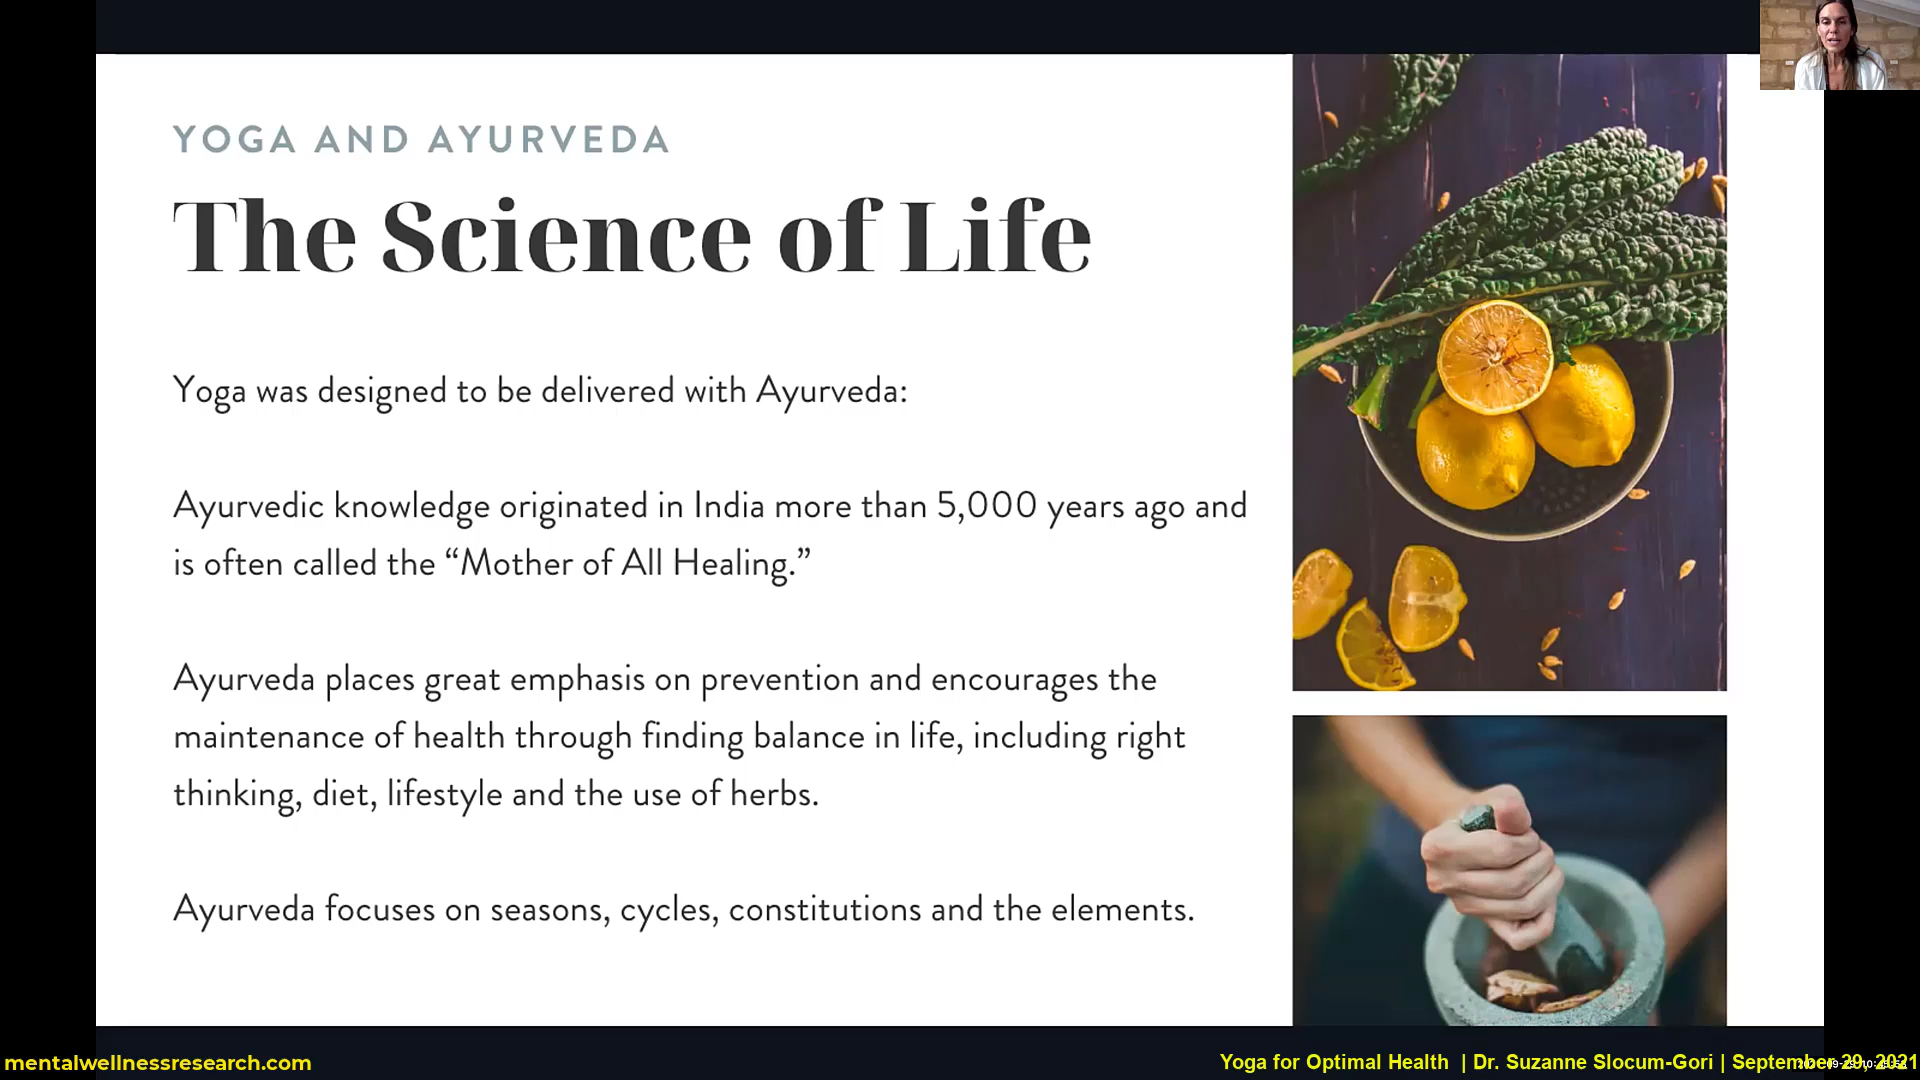 YOGA AND AYURVEDA
The Science of Life
Yoga was designed to be delivered with Ayurveda:
Ayurvedic knowledge originated in India more than 5,000 years ago and
is often called the “Mother of All Healing.”
Ayurveda places great emphasis on prevention and encourages the
maintenance of health through finding balance in life, including right
thinking, diet, lifestyle and the use of herbs.
Ayurveda focuses on seasons, cycles, constitutions and the elements.
mentalwellnessresearch.com
Yoga for Optimal Health | Dr. Suzanne Slocum-Gori | September 29, 2021